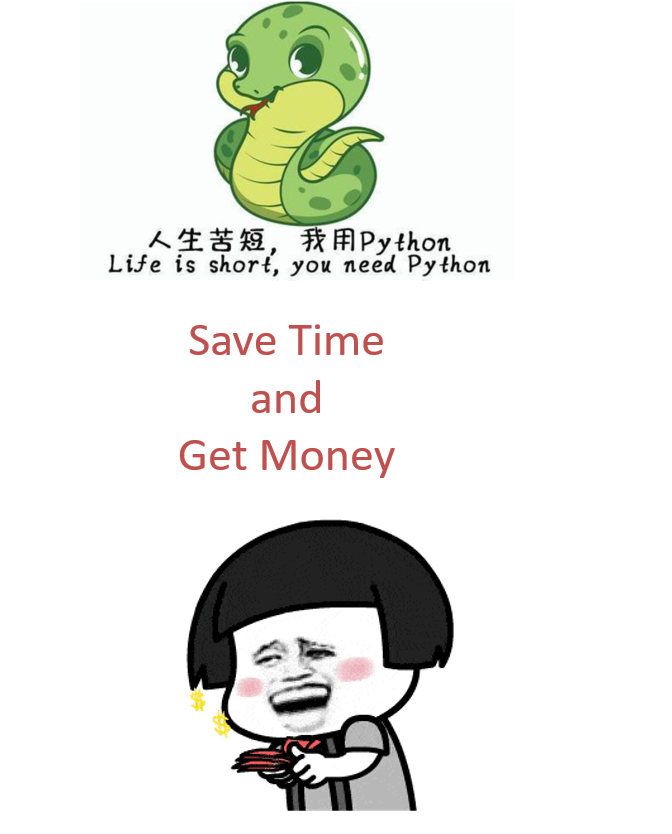 人生苦短，我用Python
Life is short, you need Python
Save Time
and
Get Money
$
$